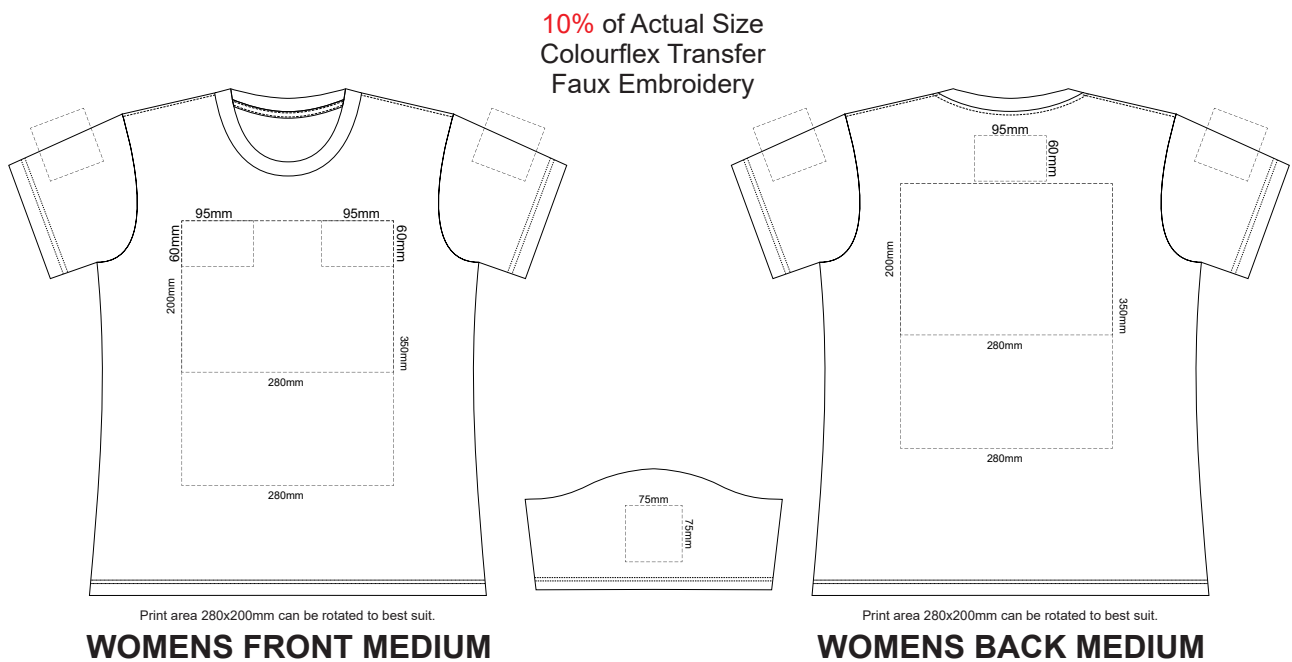 10% of Actual Size
Colourflex Transfer
Faux Embroidery
95mm
95mm
60mm
60mm
200mm
350mm
280mm
280mm
Print area 280x200mm can be rotated to best suit.
WOMENS FRONT MEDIUM
75mm
75mm
95mm
60mm
200mm
350mm
280mm
280mm
Print area 280x200mm can be rotated to best suit.
WOMENS BACK MEDIUM